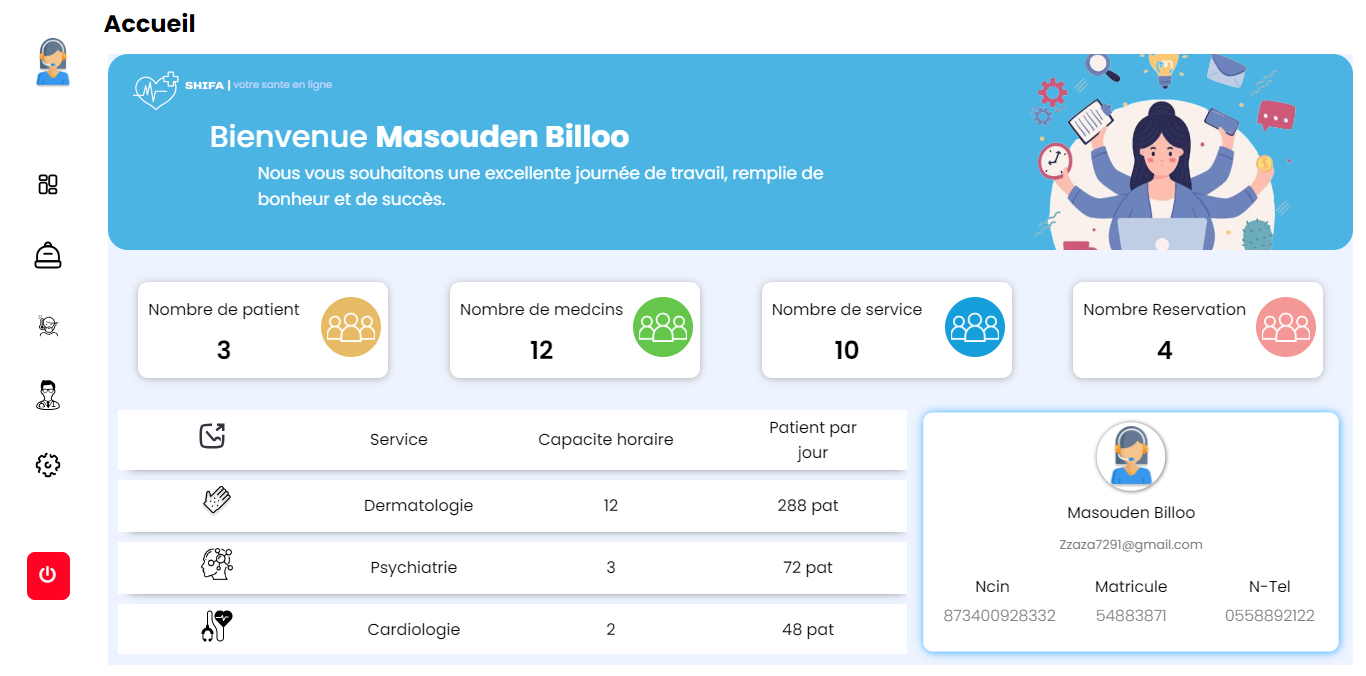 Accueil
SHIFA | votre sante en ligne
Bienvenue Masouden Billoo
Nous vous souhaitons une excellente journée de travail, remplie de
bonheur et de succès.
Nombre de patient
3
Nombre de medcins
12
Nombre de service
10
Nombre Reservation
4
Service Capacite horaire Patient par
jour
Dermatologie 12 288 pat
Psychiatrie 3 72 pat
Cardiologie 2 48 pat
Masouden Billoo
Zzaza7291@gmail.com
Ncin Matricule N-Tel
873400928332 54883871 0558892122